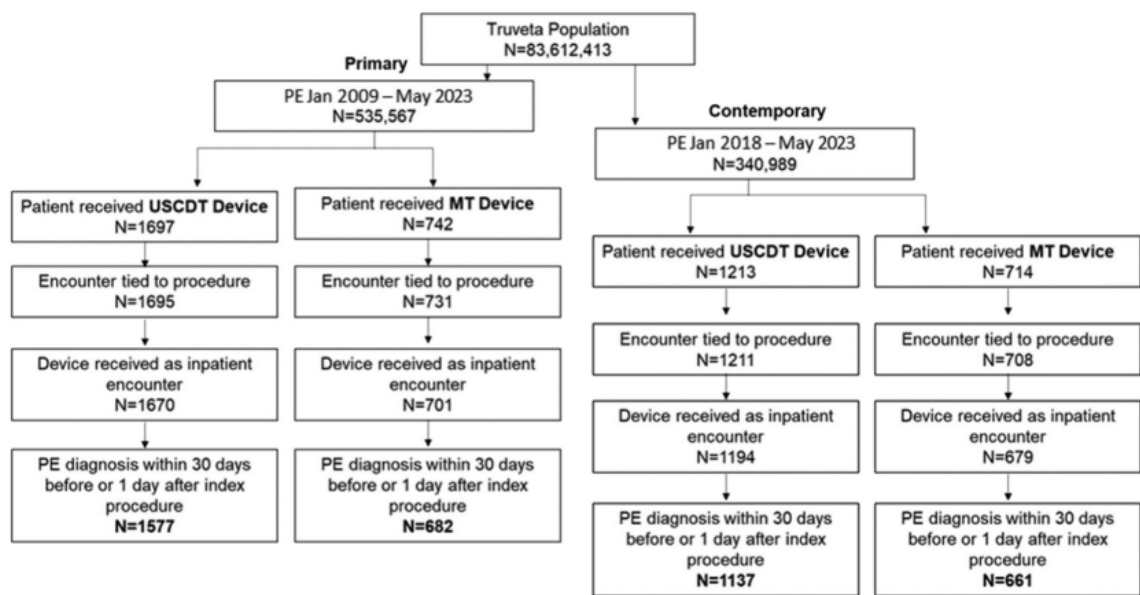 Truveta Population
N=83,612,413
Primary
PE Jan 2009 – May 2023
N=535,567
Contemporary
PE Jan 2018 – May 2023
N=340,989
Patient received USCDT Device
N=1697
Patient received MT Device
N=742
Encounter tied to procedure
N=1695
Encounter tied to procedure
N=731
Device received as inpatient
encounter
N=1670
Device received as inpatient
encounter
N=701
PE diagnosis within 30 days
before or 1 day after index
procedure
N=1577
PE diagnosis within 30 days
before or 1 day after index
procedure
N=682
Patient received USCDT Device
N=1213
Patient received MT Device
N=714
Encounter tied to procedure
N=1211
Encounter tied to procedure
N=708
Device received as inpatient
encounter
N=1194
Device received as inpatient
encounter
N=679
PE diagnosis within 30 days
before or 1 day after index
procedure
N=1137
PE diagnosis within 30 days
before or 1 day after index
procedure
N=661